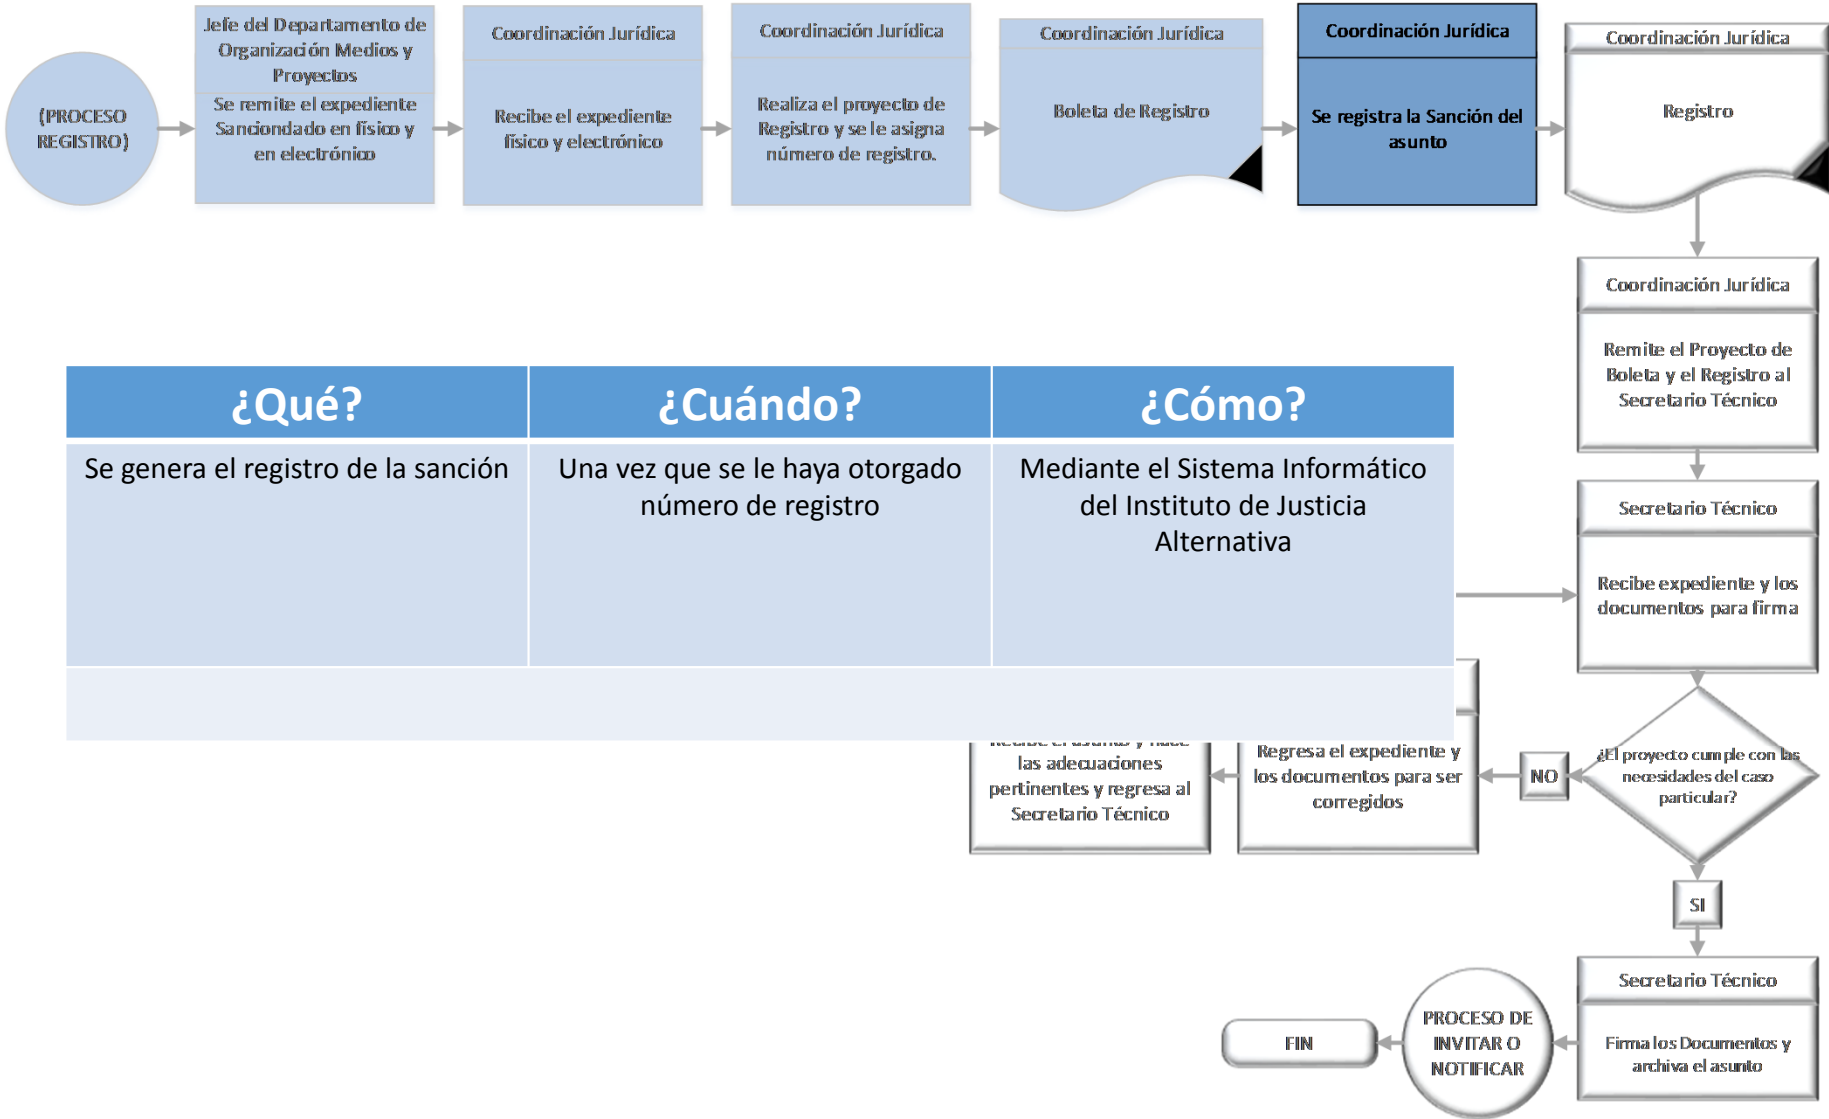 (PROCESO
REGISTRO)
Jefe del Departamento de
Organización Medios y
Proyectos
Se remite el expediente
Sanciondado en físico y
en electrónico
Coordinación Jurídica
Recibe el expediente
físico y electrónico
Coordinación Jurídica
Realiza el proyecto de
Registro y se le asigna
número de registro.
Coordinación Jurídica
Boleta de Registro
Coordinación Jurídica
Se registra la Sanción del
asunto
Coordinación Jurídica
Registro
Coordinación Jurídica
Remite el Proyecto de
Boleta y el Registro al
Secretario Técnico
¿Qué?
¿Cuándo?
¿Cómo?
Se genera el registro de la sanción
Una vez que se le haya otorgado
número de registro
Mediante el Sistema Informático
del Instituto de Justicia
Alternativa
Secretario Técnico
Recibe expediente y los
documentos para firma
¿El proyecto cumple con las
necesidades del caso
particular?
NO
Regresa el expediente y
los documentos para ser
corregidos
Recibe el asunto y hace
las adecuaciones
pertinentes y regresa al
Secretario Técnico
SI
Secretario Técnico
Firma los Documentos y
archiva el asunto
PROCESO DE
INVITAR O
NOTIFICAR
FIN